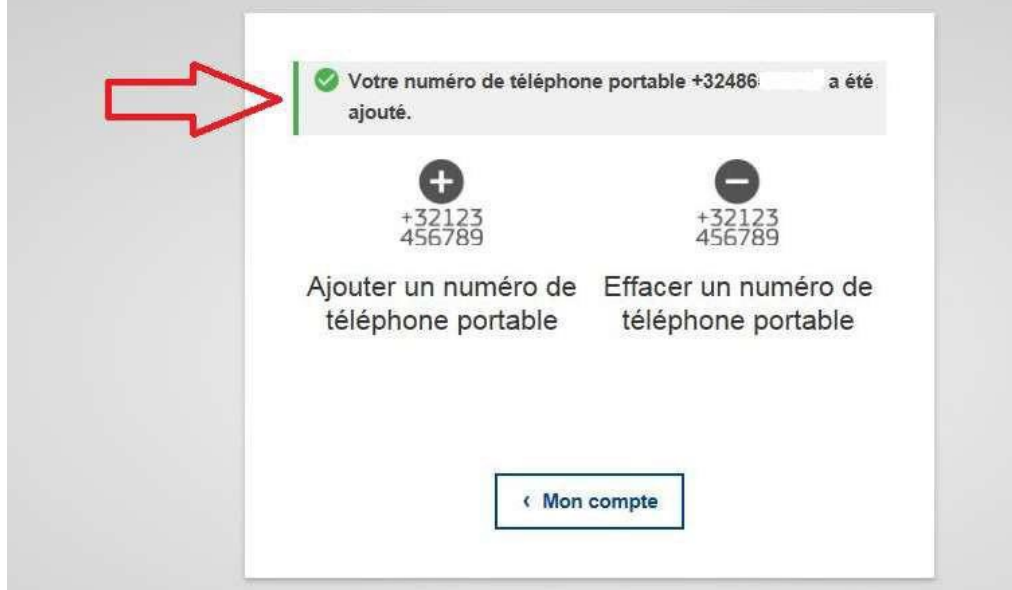 Votre numéro de téléphone portable +32486 a été
ajouté.
+32123
456789
+32123
456789
Ajouter un numéro de
téléphone portable
Effacer un numéro de
téléphone portable
‹ Mon compte